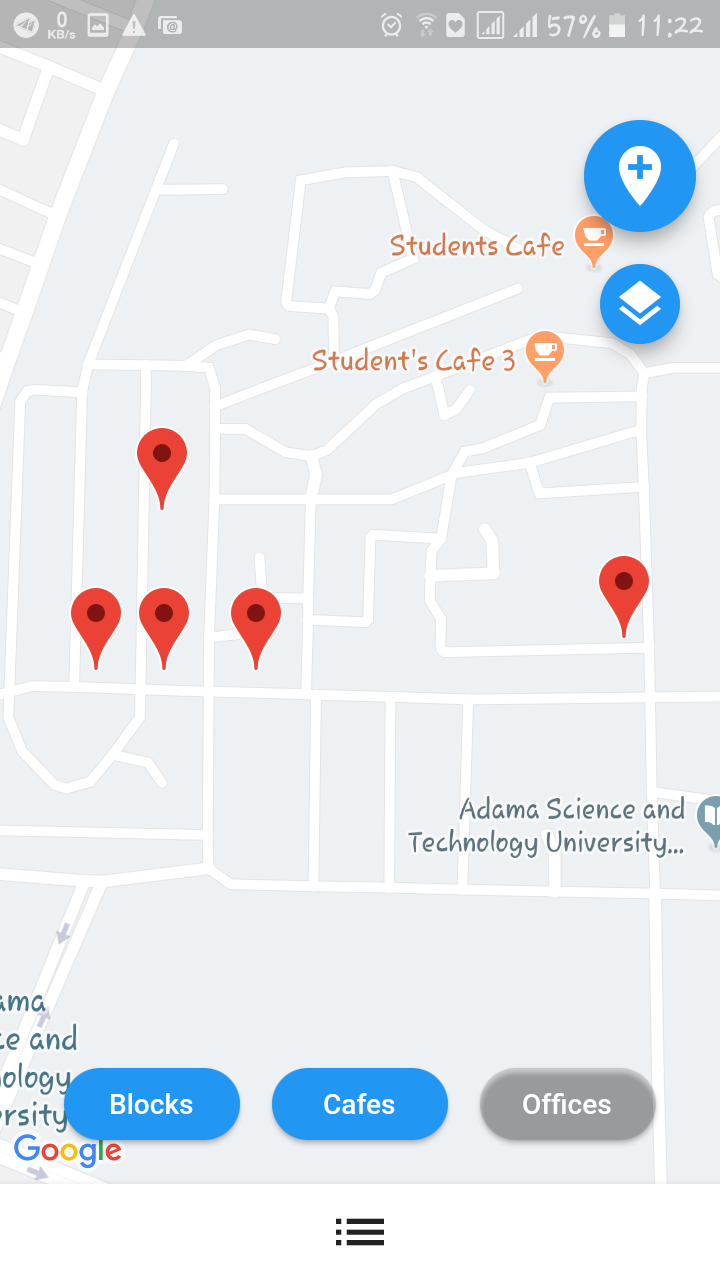 0
KB/s
57% 11:22
Students Cafe
Student's Cafe 3
Adama Science and
Technology University...
ama
ce and
ology
ersity
Blocks Cafes Offices
Google